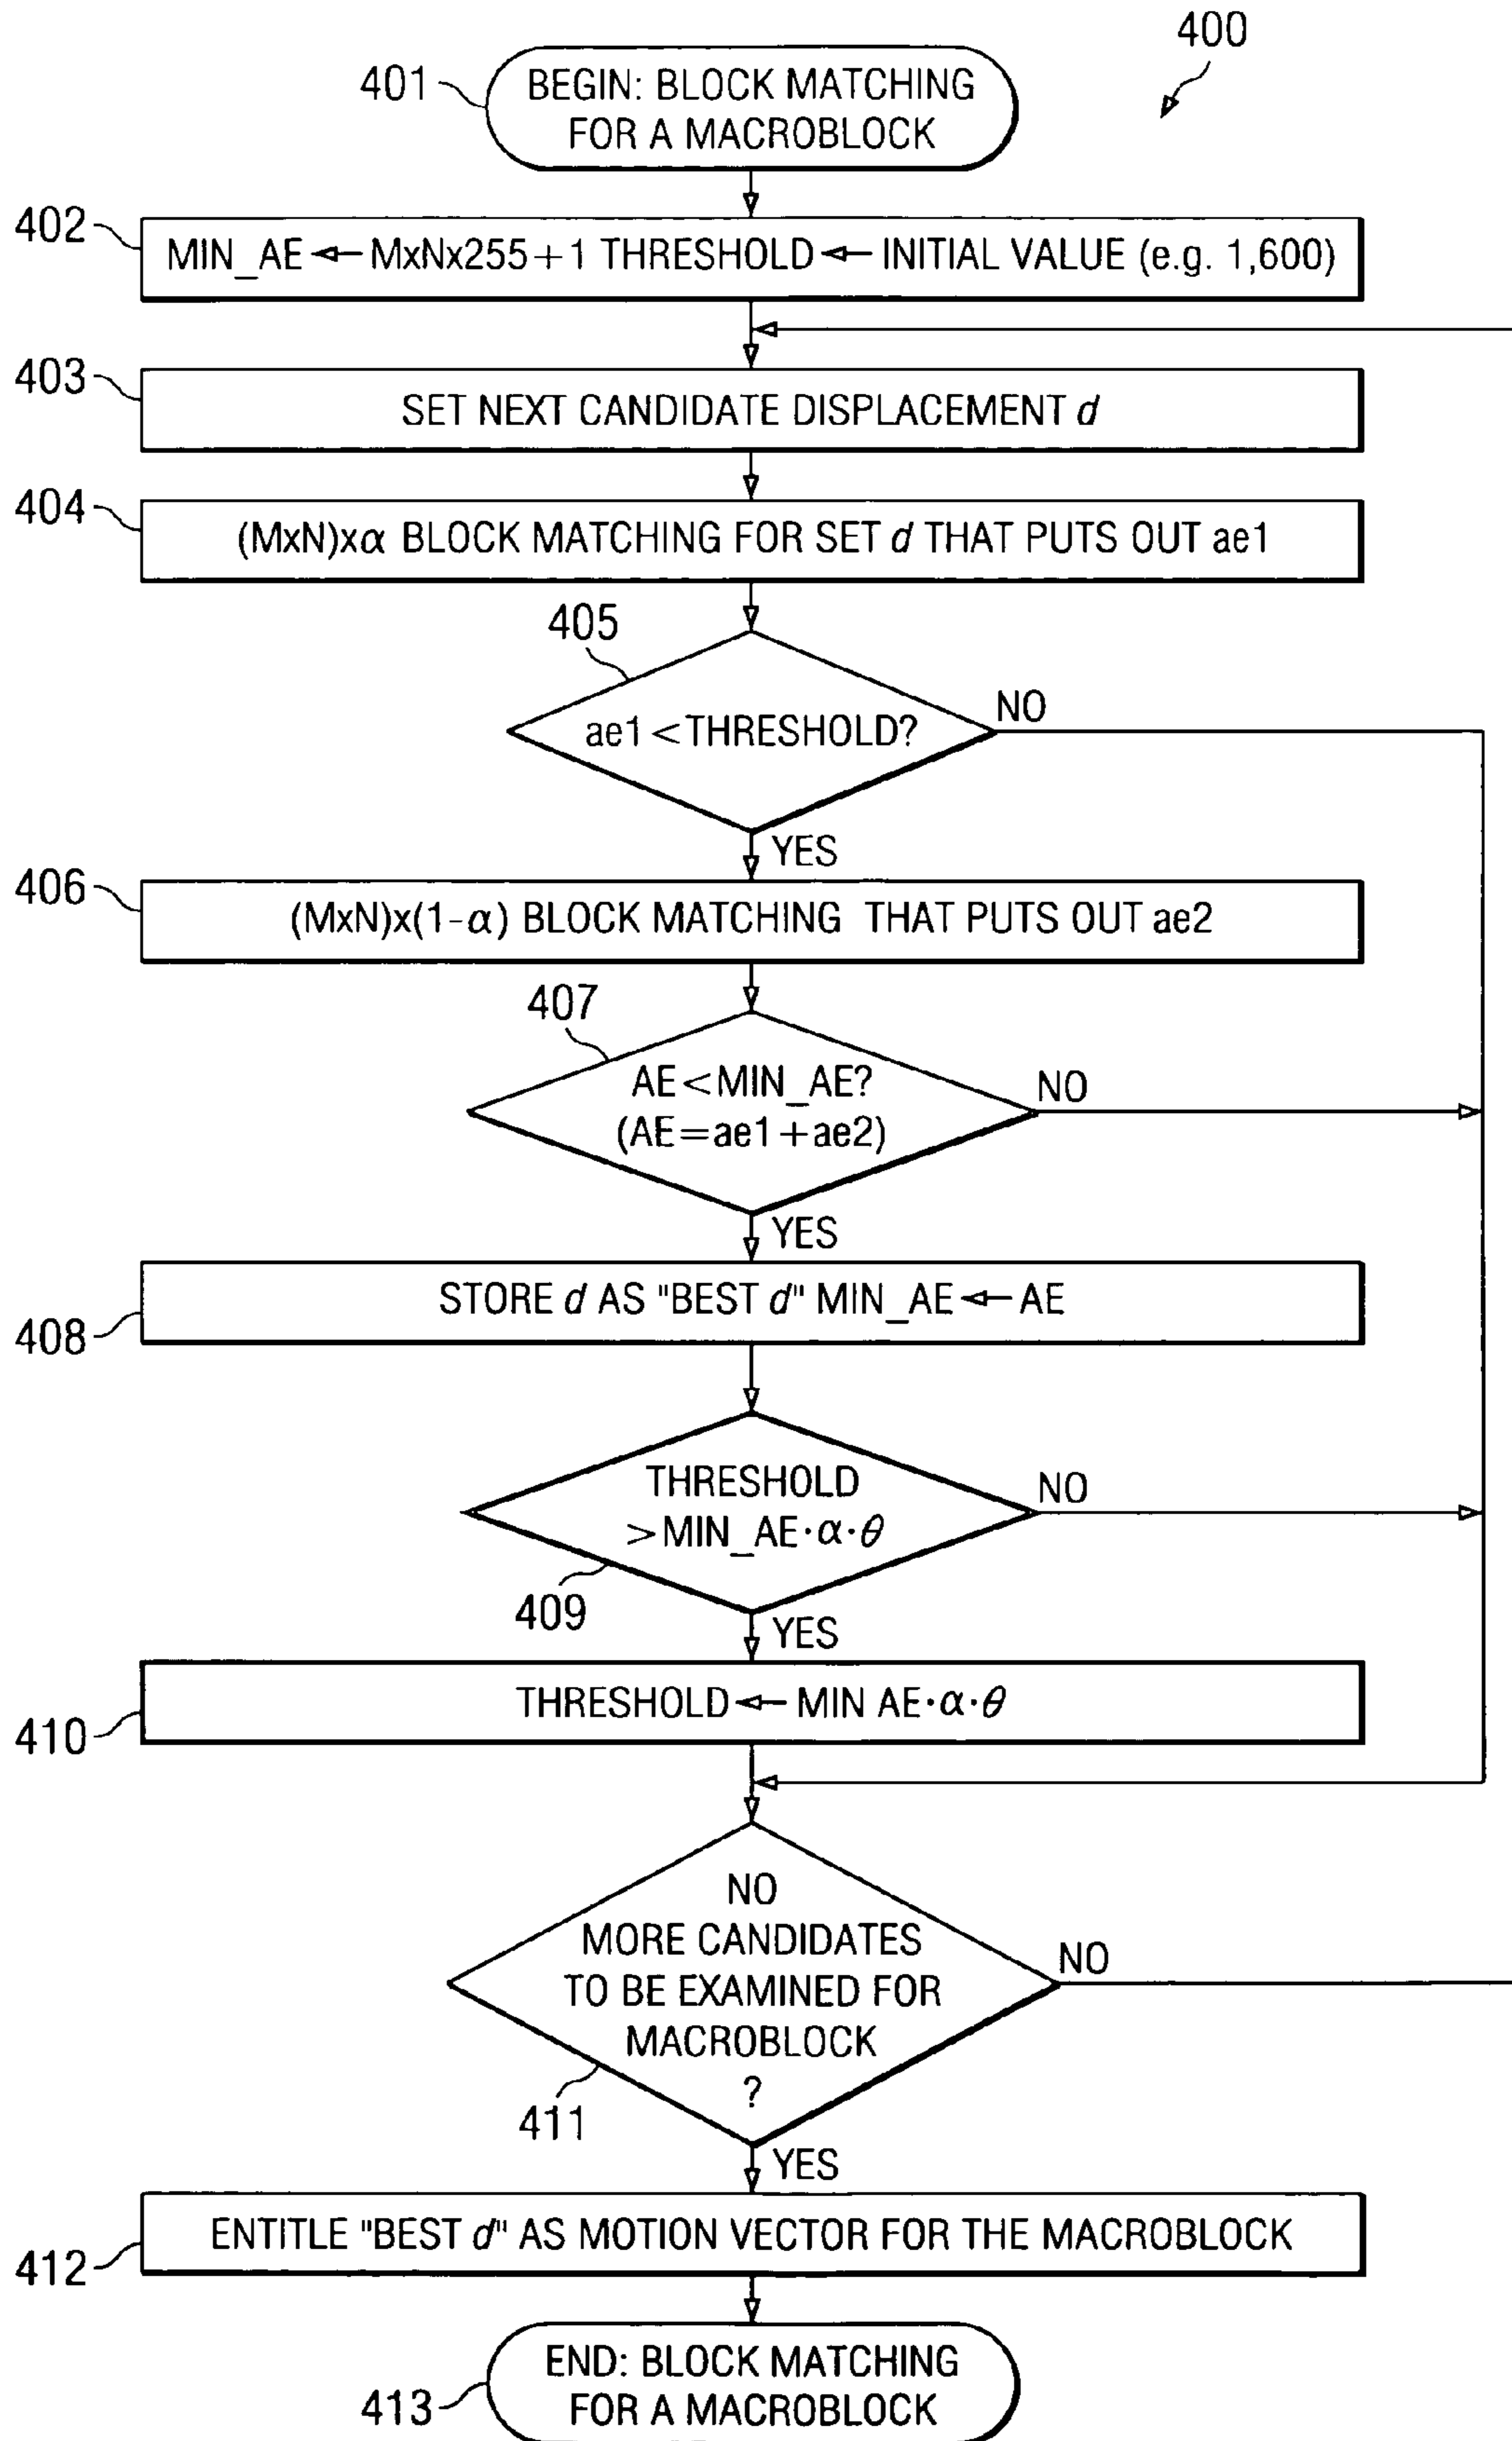 400
401
BEGIN: BLOCK MATCHING
FOR A MACROBLOCK
402
MIN_AE ← MxNx255+1 THRESHOLD ← INITIAL VALUE (e.g. 1,600)
403
SET NEXT CANDIDATE DISPLACEMENT d
404
(MxN)xα BLOCK MATCHING FOR SET d THAT PUTS OUT ae1
405
ae1 < THRESHOLD?
NO
YES
406
(MxN)x(1-α) BLOCK MATCHING THAT PUTS OUT ae2
407
AE < MIN_AE?
(AE=ae1+ae2)
NO
YES
STORE d AS "BEST d" MIN_AE ← AE
408
THRESHOLD
> MIN_AE·α·θ
NO
409
YES
THRESHOLD ← MIN AE·α·θ
410
NO
MORE CANDIDATES
TO BE EXAMINED FOR
MACROBLOCK
?
NO
411
YES
ENTITLE "BEST d" AS MOTION VECTOR FOR THE MACROBLOCK
412
END: BLOCK MATCHING
FOR A MACROBLOCK
413